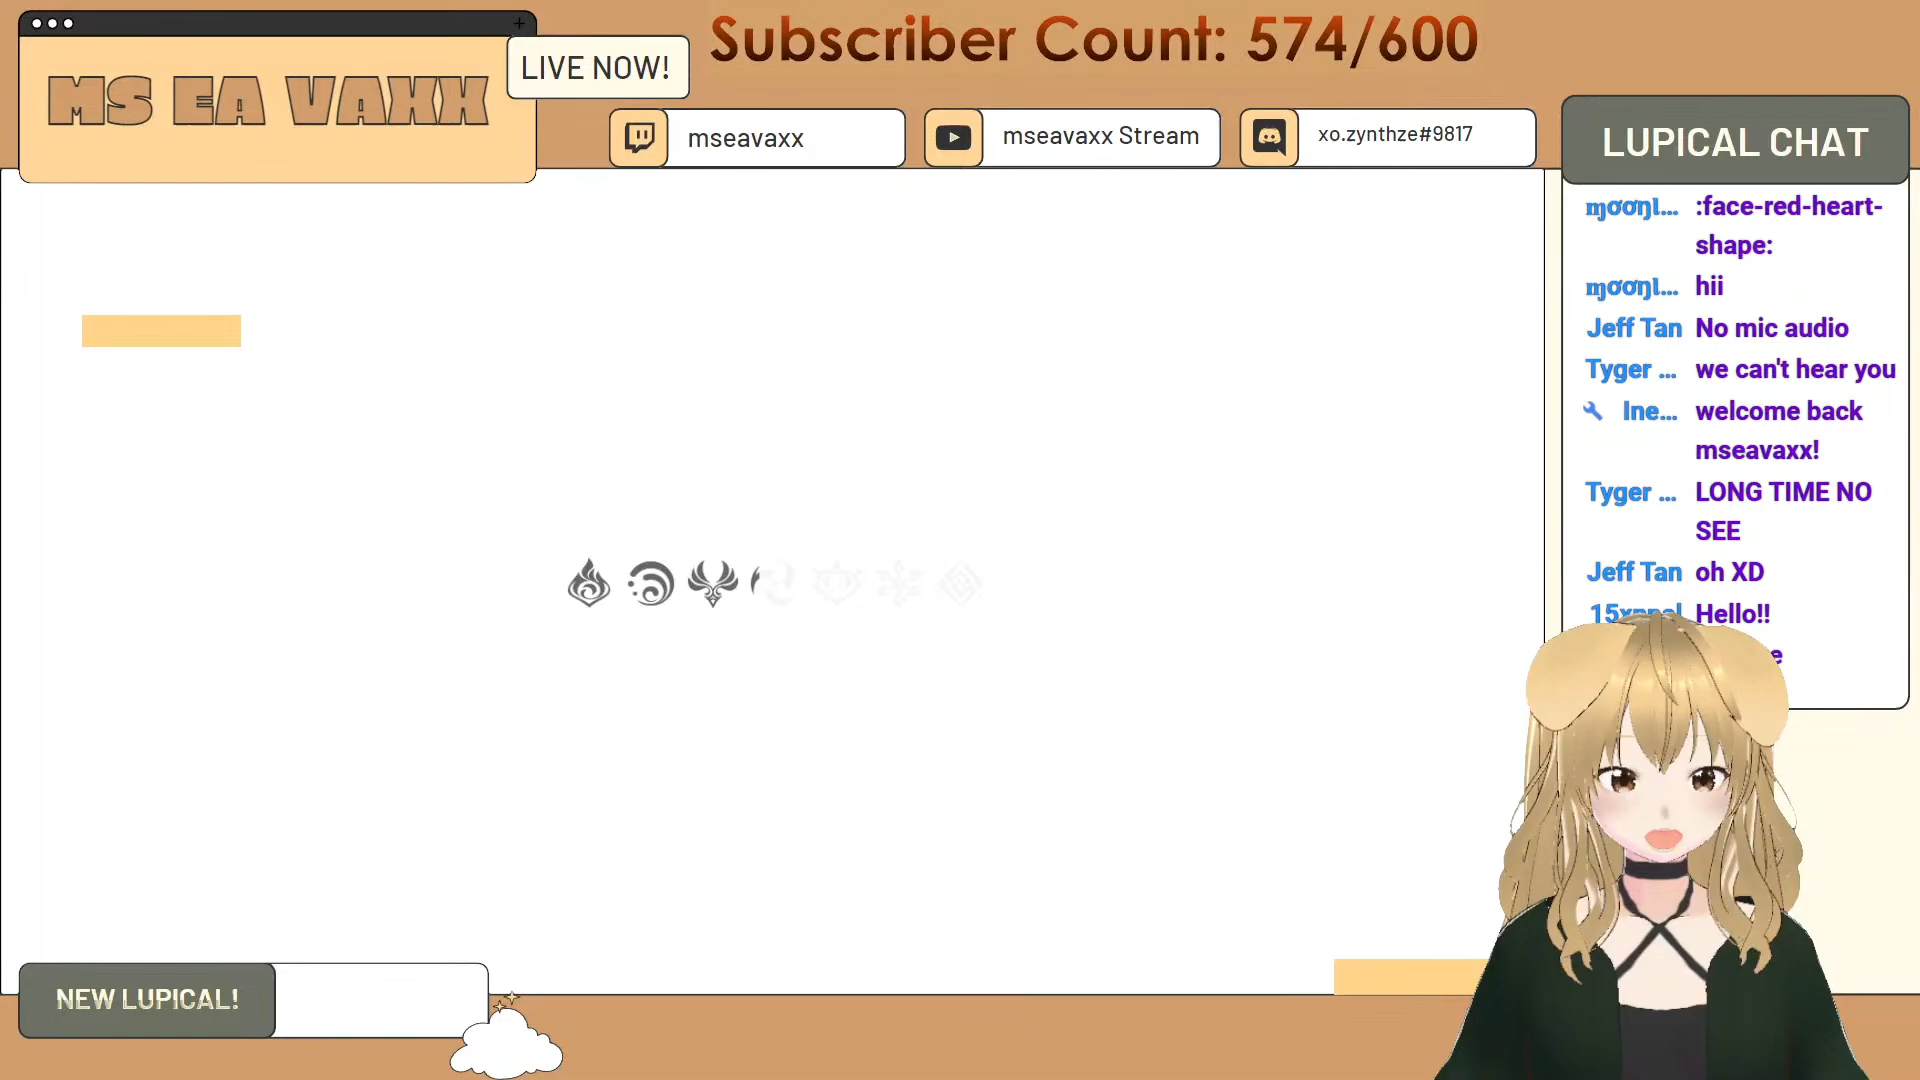 Subscriber Count: 574/600
MS EA VAXX
LIVE NOW!
mseavaxx
mseavaxx Stream
xo.zynthze#9817
LUPICAL CHAT
:face-red-heart-
shape:
hii
Jeff Tan No mic audio
Tyger ... we can't hear you
Ine... welcome back
mseavaxx!
Tyger ... LONG TIME NO
SEE
Jeff Tan oh XD
Hello!!
NEW LUPICAL!